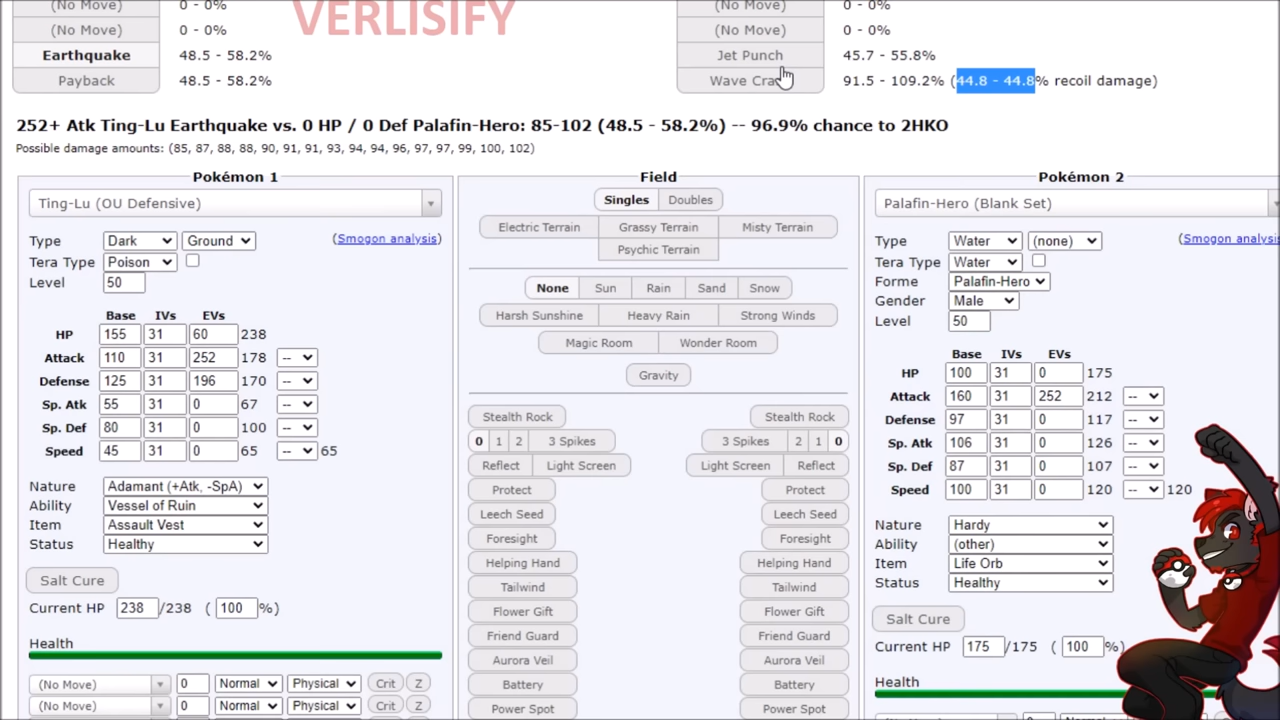 VERLISIFY
(No Move) 0 - 0%
(No Move) 0 - 0%
Earthquake 48.5 - 58.2%
Payback 48.5 - 58.2%
(No Move) 0 - 0%
(No Move) 0 - 0%
Jet Punch 45.7 - 55.8%
Wave Cra 91.5 - 109.2% (44.8 - 44.8% recoil damage)
252+ Atk Ting-Lu Earthquake vs. 0 HP / 0 Def Palafin-Hero: 85-102 (48.5 - 58.2%) -- 96.9% chance to 2HKO
Possible damage amounts: (85, 87, 88, 88, 90, 91, 91, 93, 94, 94, 96, 97, 97, 99, 100, 102)
Pokémon 1
Ting-Lu (OU Defensive)
Type Dark Ground (Smogon analysis)
Tera Type Poison
Level 50
Base IVs EVs
HP 155 31 60 238
Attack 110 31 252 178 --
Defense 125 31 196 170 --
Sp. Atk 55 31 0 67 --
Sp. Def 80 31 0 100 --
Speed 45 31 0 65 -- 65
Nature Adamant (+Atk, -SpA)
Ability Vessel of Ruin
Item Assault Vest
Status Healthy
Salt Cure
Current HP 238 /238 ( 100 %)
Health
(No Move) 0 Normal Physical Crit Z
(No Move) 0 Normal Physical Crit Z
Field
Singles Doubles
Electric Terrain Grassy Terrain Misty Terrain
Psychic Terrain
None Sun Rain Sand Snow
Harsh Sunshine Heavy Rain Strong Winds
Magic Room Wonder Room
Gravity
Stealth Rock Stealth Rock
0 1 2 3 Spikes 3 Spikes 2 1 0
Reflect Light Screen Light Screen Reflect
Protect Protect
Leech Seed Leech Seed
Foresight Foresight
Helping Hand Helping Hand
Tailwind Tailwind
Flower Gift Flower Gift
Friend Guard Friend Guard
Aurora Veil Aurora Veil
Battery Battery
Power Spot Power Spot
Pokémon 2
Palafin-Hero (Blank Set)
Type Water (none) (Smogon analysis
Tera Type Water
Forme Palafin-Hero
Gender Male
Level 50
Base IVs EVs
HP 100 31 0 175
Attack 160 31 252 212 --
Defense 97 31 0 117 --
Sp. Atk 106 31 0 126 --
Sp. Def 87 31 0 107 --
Speed 100 31 0 120 -- 120
Nature Hardy
Ability (other)
Item Life Orb
Status Healthy
Salt Cure
Current HP 175 /175 ( 100 %)
Health